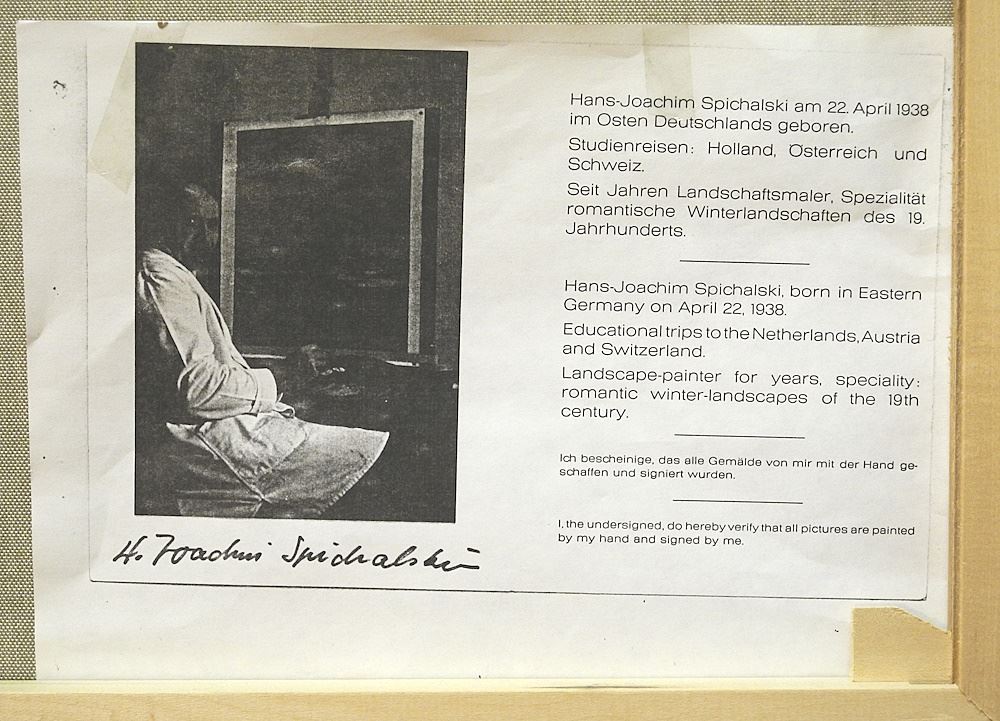 Hans-Joachim Spichalski am 22. April 1938
im Osten Deutschlands geboren.
Studienreisen: Holland, Österreich und
Schweiz.
Seit Jahren Landschaftsmaler, Spezialität
romantische Winterlandschaften des 19.
Jahrhunderts.
Hans-Joachim Spichalski, born in Eastern
Germany on April 22, 1938.
Educational trips to the Netherlands, Austria
and Switzerland.
Landscape-painter for years, speciality:
romantic winter-landscapes of the 19th
century.
Ich bescheinige, das alle Gemälde von mir mit der Hand ge-
schaffen und signiert wurden.
I, the undersigned, do hereby verify that all pictures are painted
by my hand and signed by me.
H. Joachim Spichalski